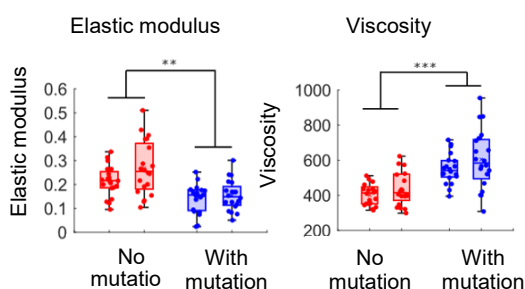 Elastic modulus
Viscosity
**
***
Elastic modulus
0.6
0.5
0.4
0.3
0.2
0.1
0
No
mutatio
With
mutation
Viscosity
1000
800
600
400
200
No
mutation
With
mutation